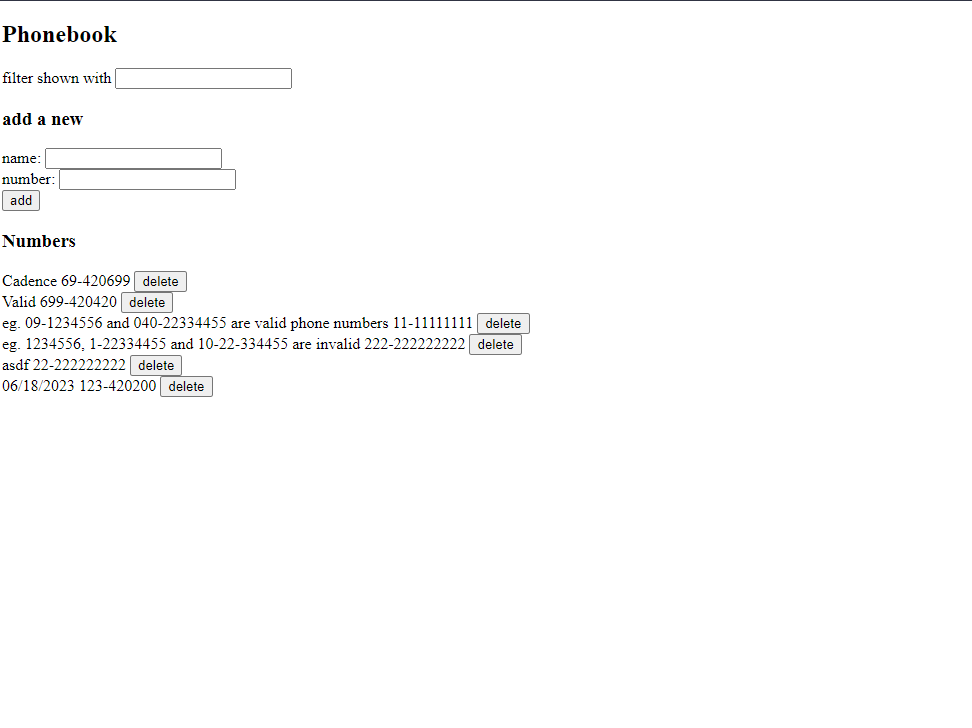 Phonebook
filter shown with
add a new
name:
number:
add
Numbers
Cadence 69-420699 delete
Valid 699-420420 delete
eg. 09-1234556 and 040-22334455 are valid phone numbers 11-11111111 delete
eg. 1234556, 1-22334455 and 10-22-334455 are invalid 222-222222222 delete
asdf 22-222222222 delete
06/18/2023 123-420200 delete